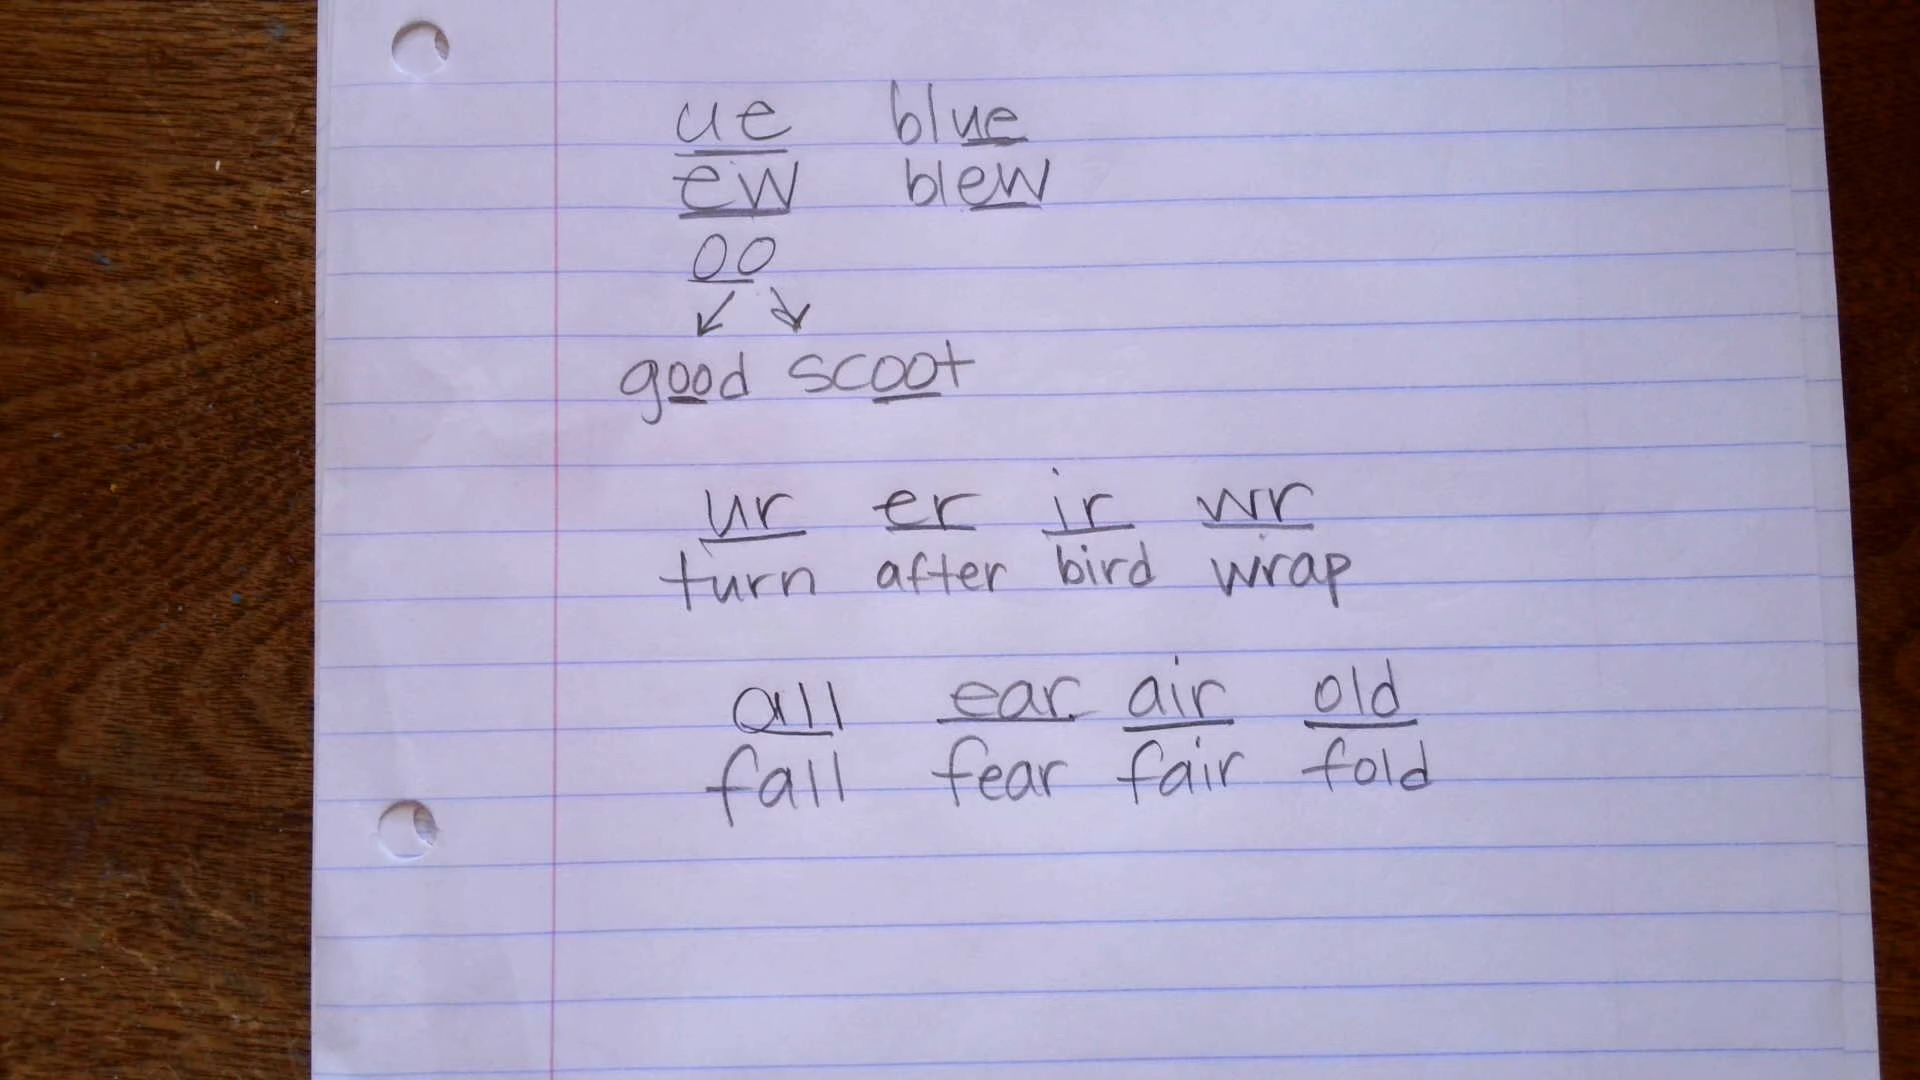 ue blue
ew blew
oo
good scoot
ur er ir wr
turn after bird wrap
all ear air old
fall fear fair fold